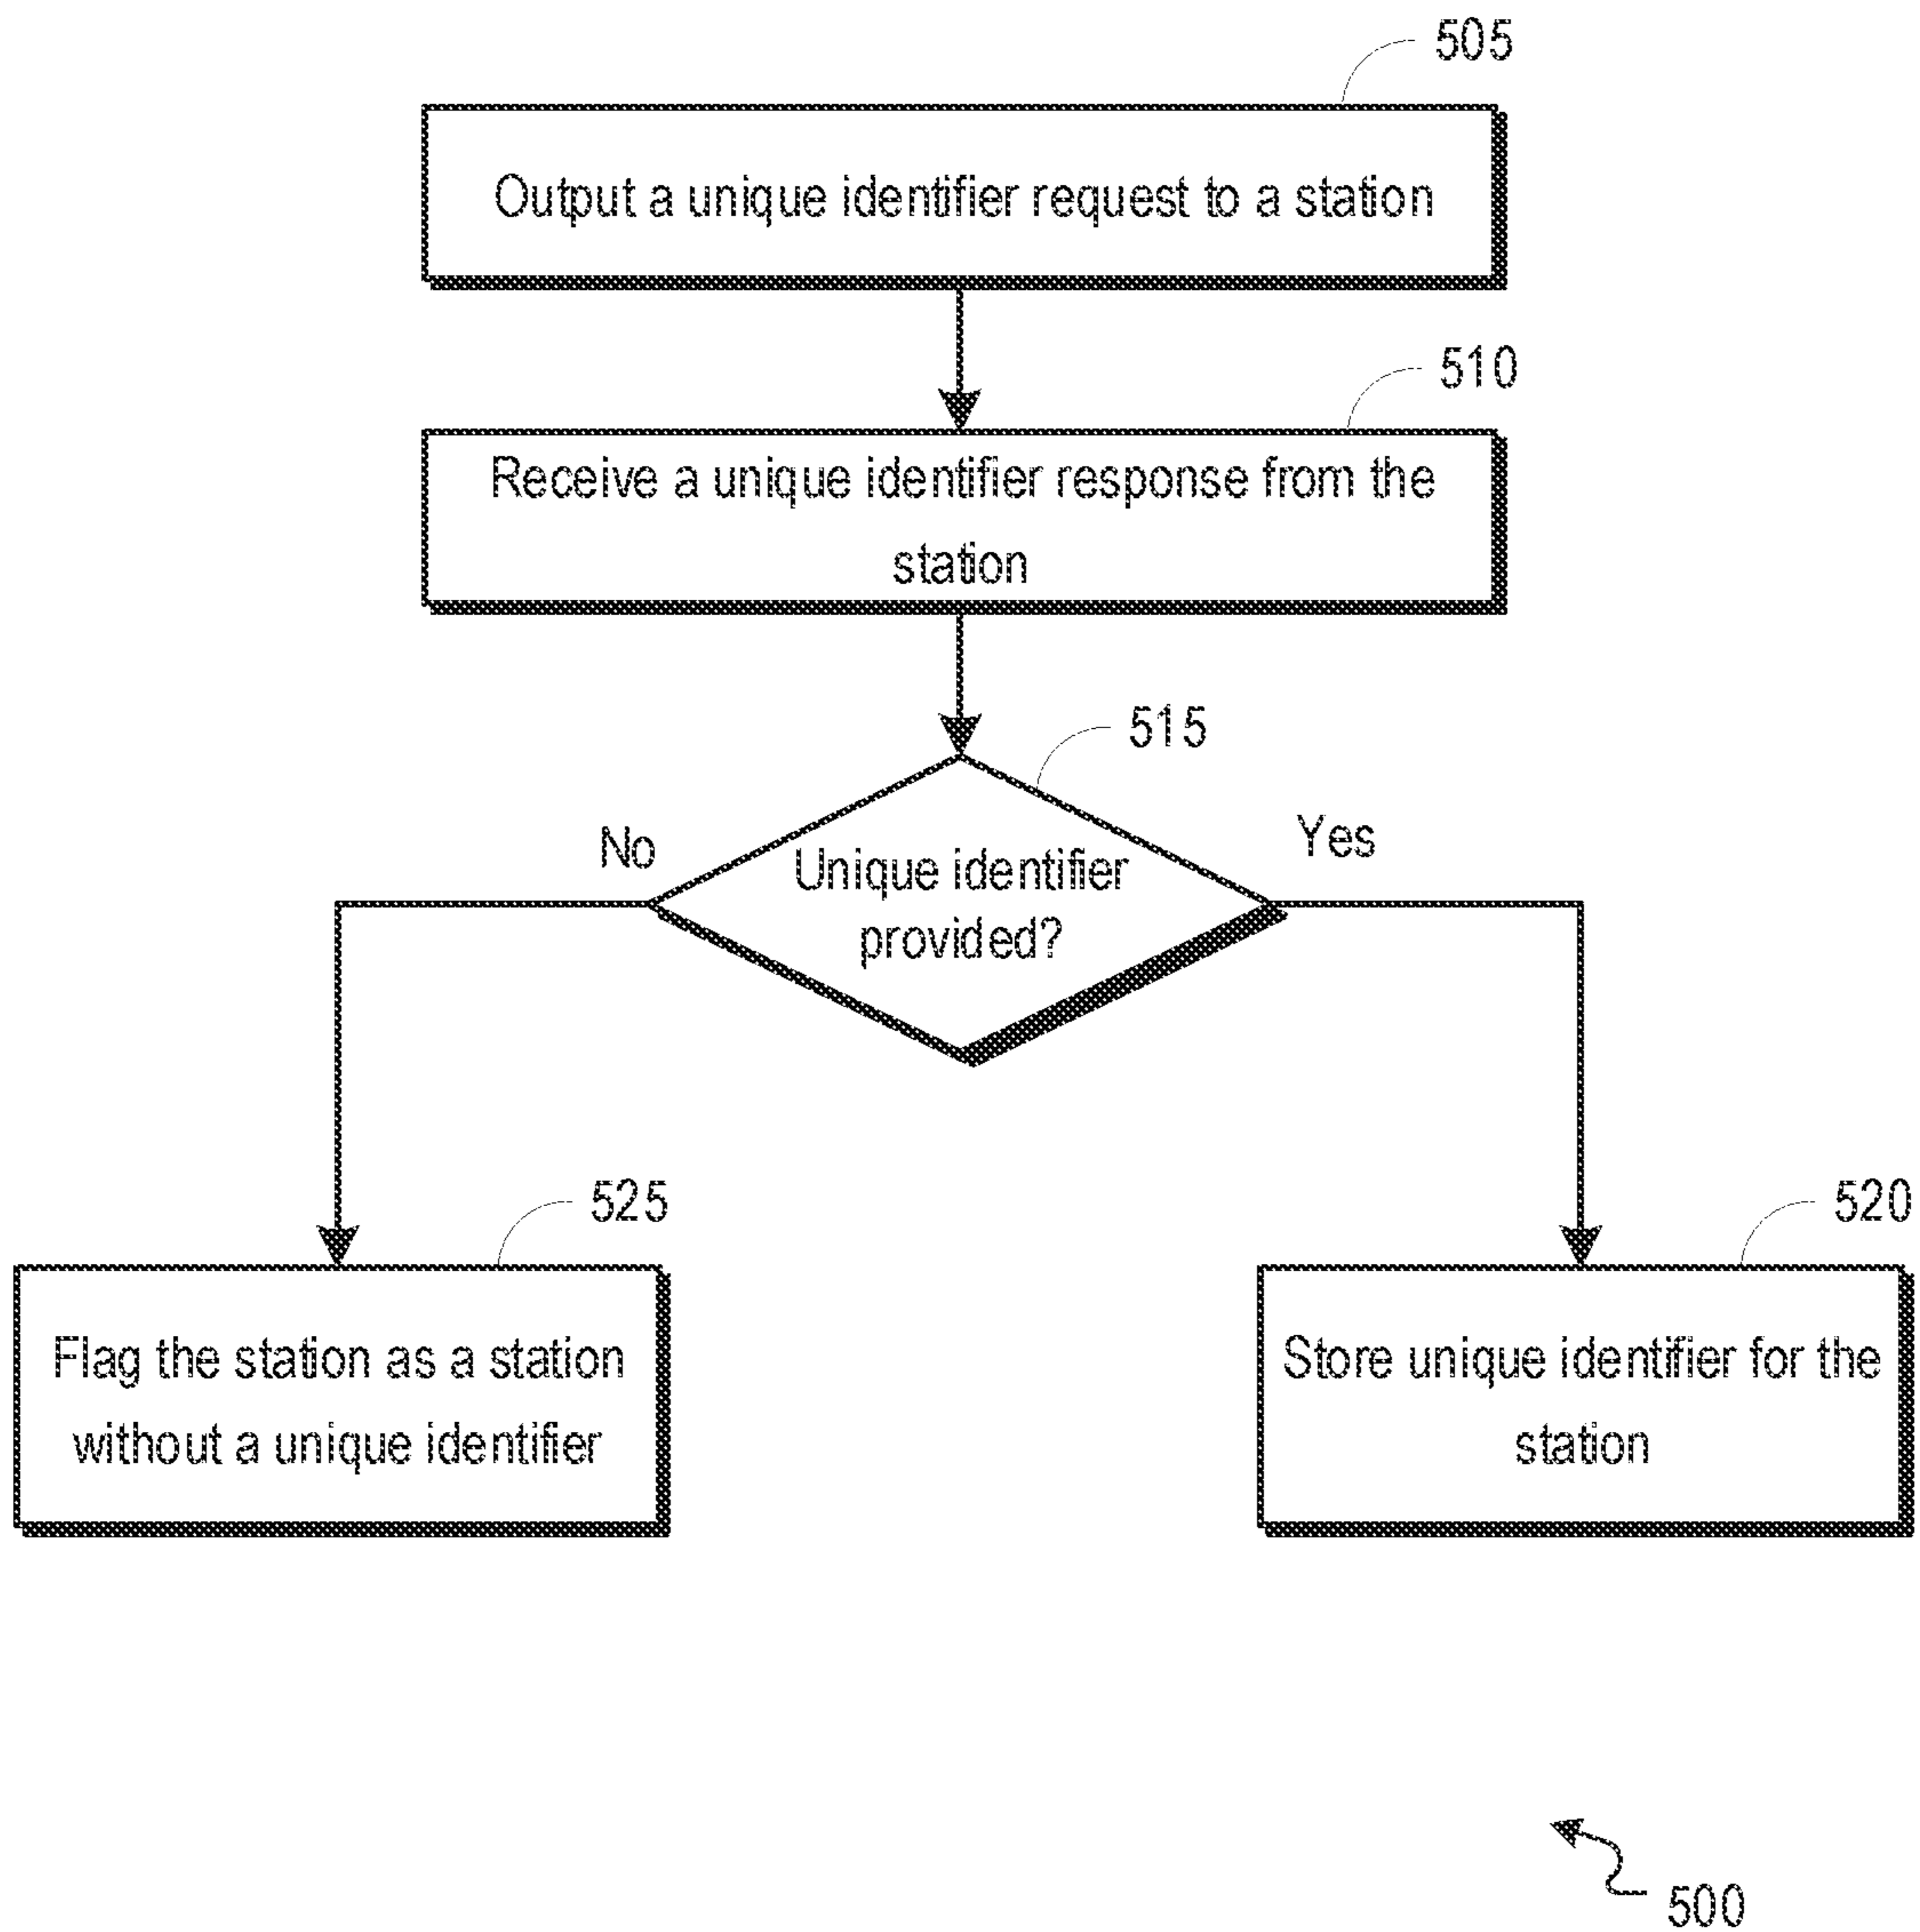 505
Output a unique identifier request to a station
510
Receive a unique identifier response from the
station
515
No
Yes
Unique identifier
provided?
525
520
Flag the station as a station
without a unique identifier
Store unique identifier for the
station
500